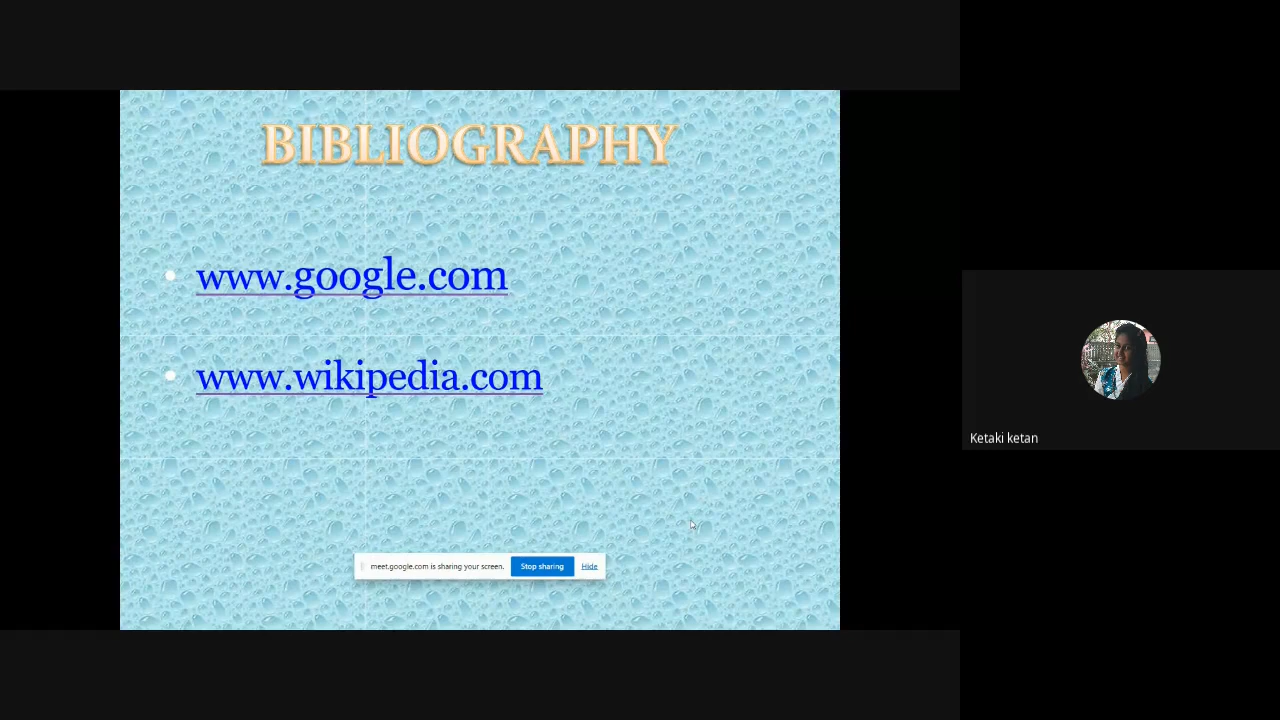 BIBLIOGRAPHY
• www.google.com
• www.wikipedia.com
meet.google.com is sharing your screen. Stop sharing Hide
Ketaki ketan